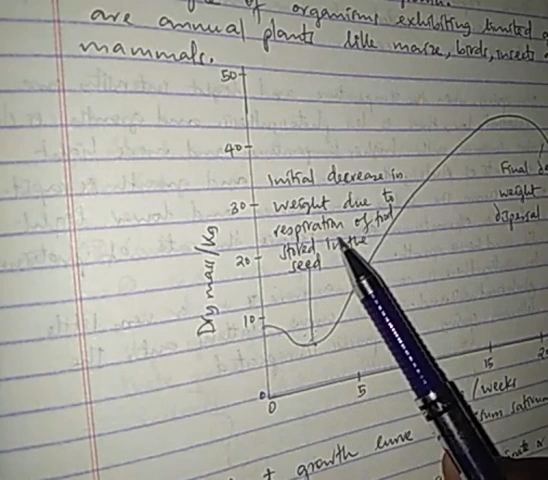 of organisms exhibiting limited
are annual plants like maize, birds, insects
mammals.
50
40
Initial decrease in
30 weight due to
respiration of food
stored in the
20 seed
Final
weight
dispersal
Dry mass/kg
10
0
0 5 15 20
/weeks
growth curve